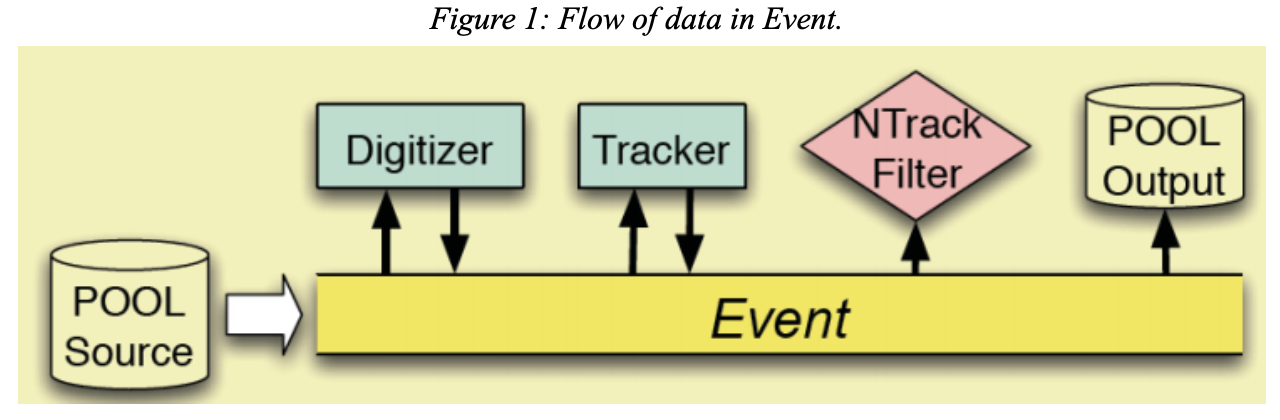 Figure 1: Flow of data in Event.
Digitizer
Tracker
NTrack
Filter
POOL
Output
POOL
Source
Event